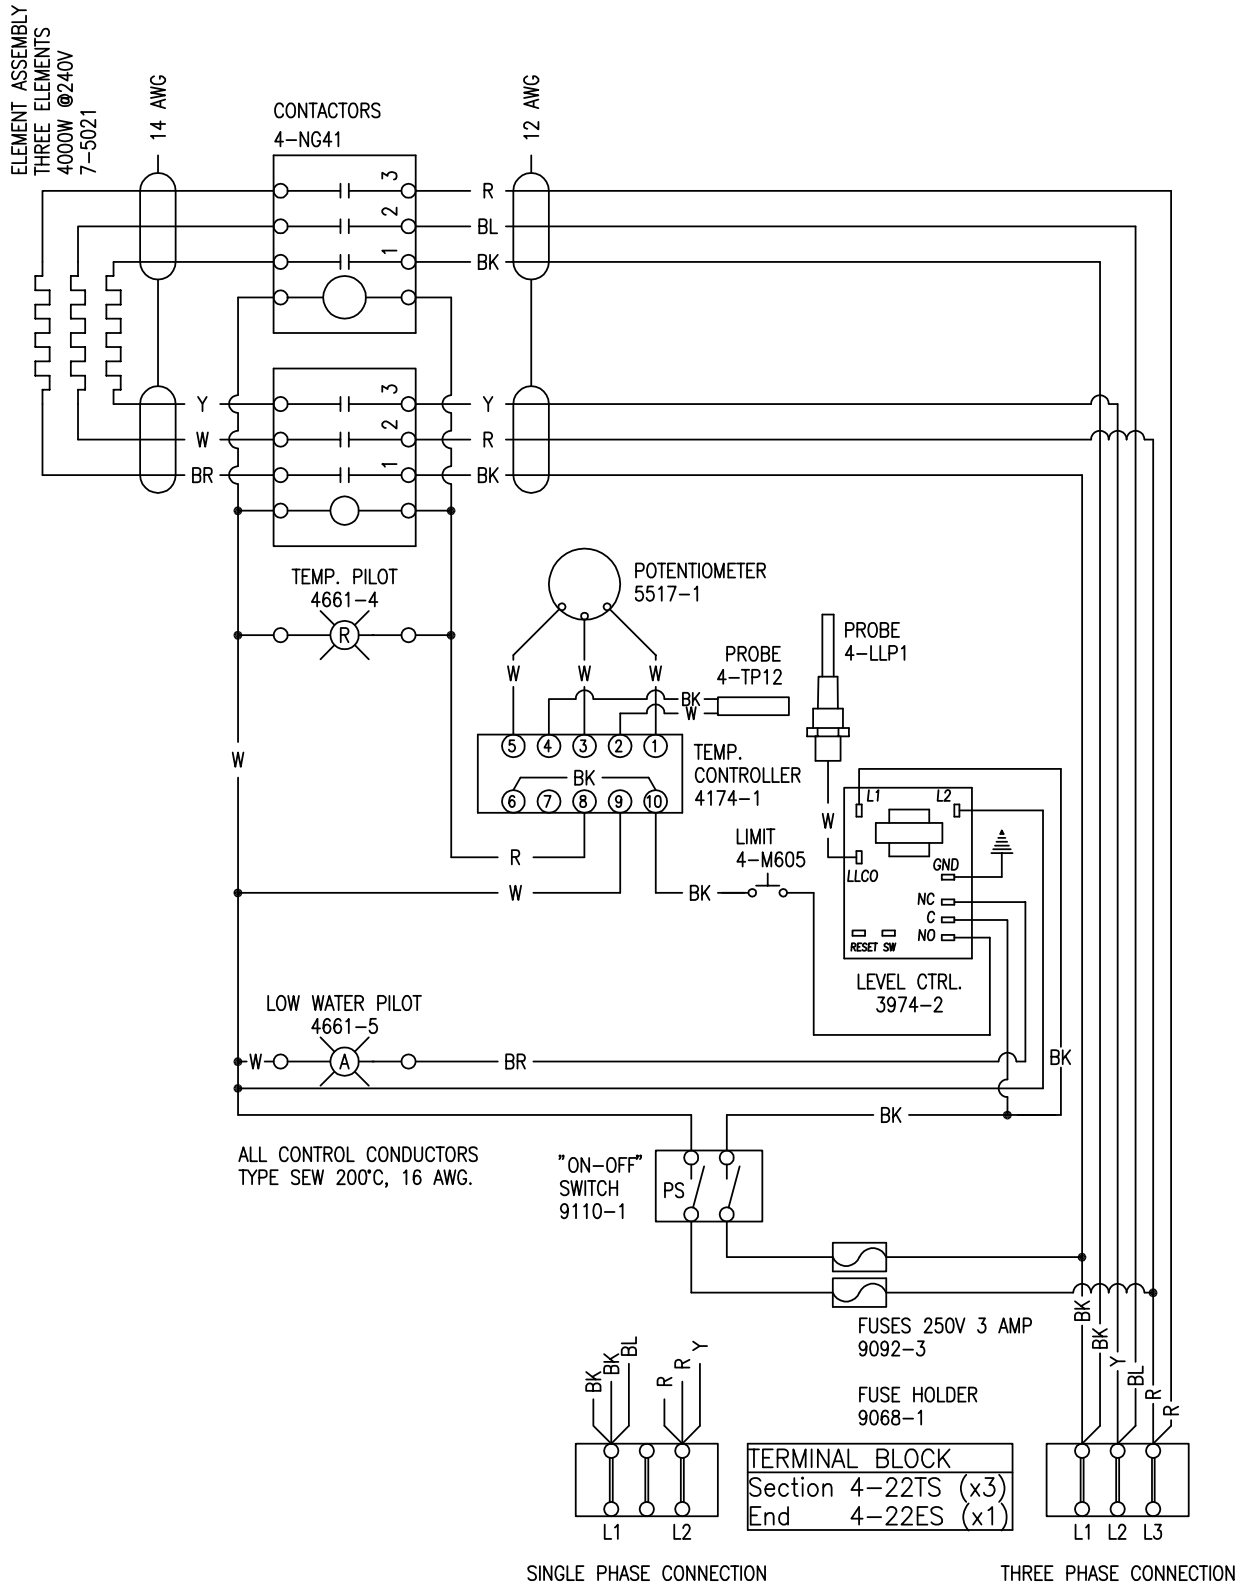 ELEMENT ASSEMBLY
THREE ELEMENTS
4000W @240V
7-5021
14 AWG
CONTACTORS
4-NG41
12 AWG
3
R
2
BL
1
BK
3
Y
Y
2
W
R
1
BR
BK
TEMP. PILOT
4661-4
R
POTENTIOMETER
5517-1
PROBE
4-LLP1
PROBE
4-TP12
W
W
W
BK
W
5
4
3
2
1
TEMP.
CONTROLLER
4174-1
BK
6
7
8
9
10
W
L1
L2
W
LIMIT
4-M605
GND
LLCO
R
W
BK
NC
C
NO
RESET SW
LEVEL CTRL.
3974-2
LOW WATER PILOT
4661-5
W
A
BR
BK
BK
ALL CONTROL CONDUCTORS
TYPE SEW 200°C, 16 AWG.
"ON-OFF"
SWITCH
9110-1
PS
FUSES 250V 3 AMP
9092-3
FUSE HOLDER
9068-1
BK
BK
Y
BL
R
R
BK
BK
BL
R
R
Y
TERMINAL BLOCK
Section 4-22TS (x3)
End 4-22ES (x1)
L1
L2
L1
L2
L3
SINGLE PHASE CONNECTION
THREE PHASE CONNECTION